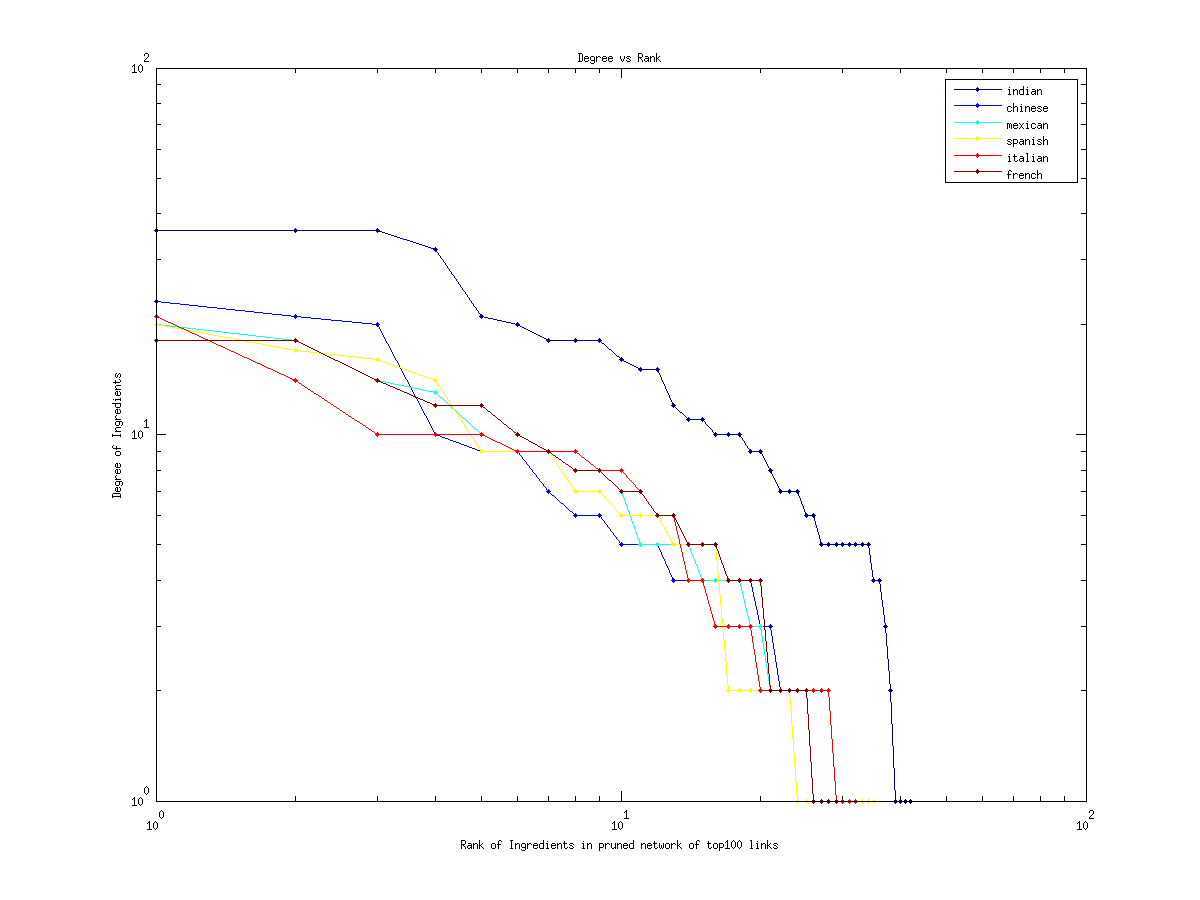 Degree vs Rank
10^2
indian
chinese
mexican
spanish
italian
french
Degree of Ingredients
10^1
10^0
10^0
10^1
10^2
Rank of Ingredients in pruned network of top100 links